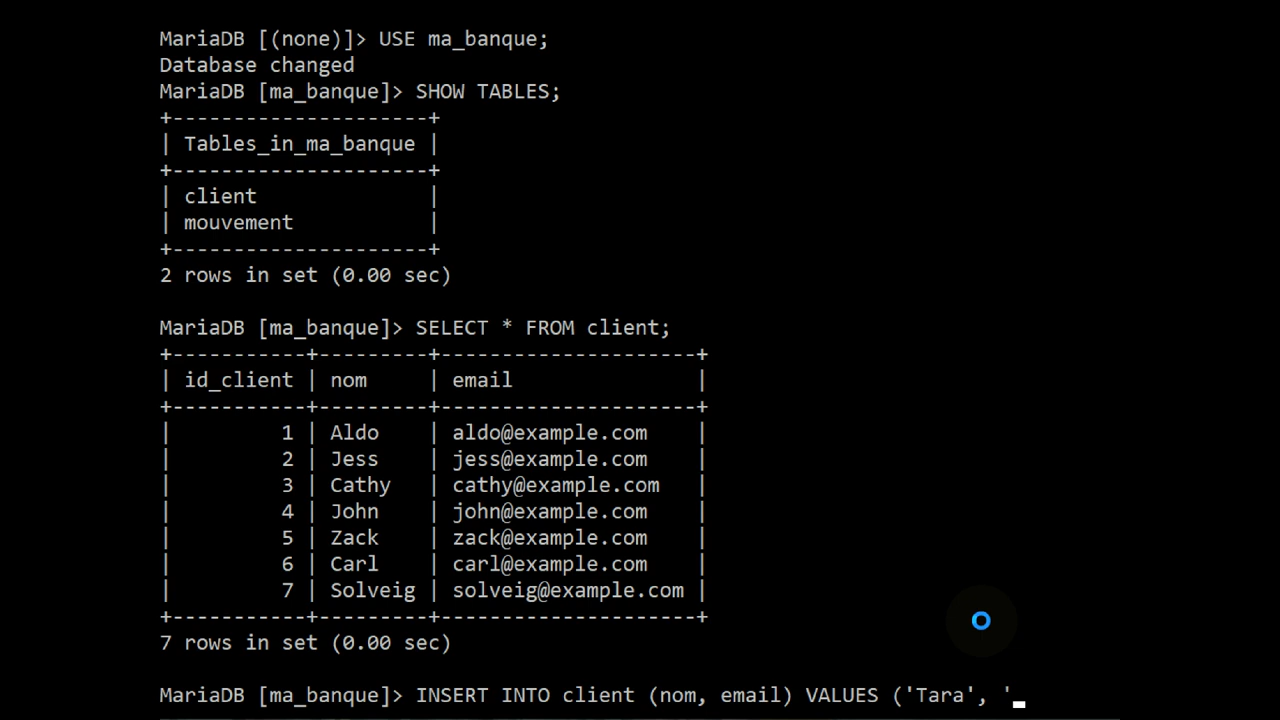 MariaDB [(none)]> USE ma_banque;
Database changed
MariaDB [ma_banque]> SHOW TABLES;
+---------------------+
| Tables_in_ma_banque |
+---------------------+
| client              |
| mouvement           |
+---------------------+
2 rows in set (0.00 sec)

MariaDB [ma_banque]> SELECT * FROM client;
+-----------+---------+---------------------+
| id_client | nom     | email               |
+-----------+---------+---------------------+
|         1 | Aldo    | aldo@example.com    |
|         2 | Jess    | jess@example.com    |
|         3 | Cathy   | cathy@example.com   |
|         4 | John    | john@example.com    |
|         5 | Zack    | zack@example.com    |
|         6 | Carl    | carl@example.com    |
|         7 | Solveig | solveig@example.com |
+-----------+---------+---------------------+
7 rows in set (0.00 sec)

MariaDB [ma_banque]> INSERT INTO client (nom, email) VALUES ('Tara', '